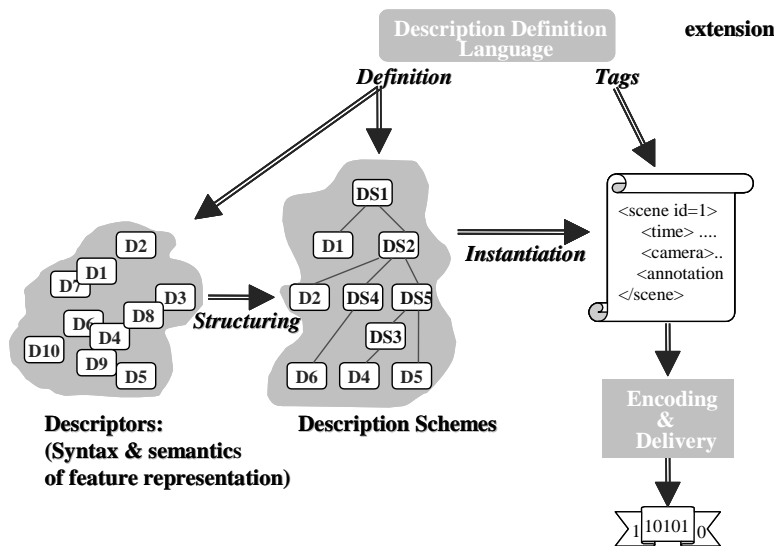 Description Definition
Language
extension
Definition
Tags
DS1
D1
DS2
D2
DS4
DS5
DS3
D6
D4
D5
D2
D1
D7
D3
D8
D6
D4
D10
D9
D5
Structuring
Instantiation
<scene id=1>
<time> ....
<camera>..
<annotation
</scene>
Descriptors:
(Syntax & semantics
of feature representation)
Description Schemes
Encoding
&
Delivery
1 10101 0